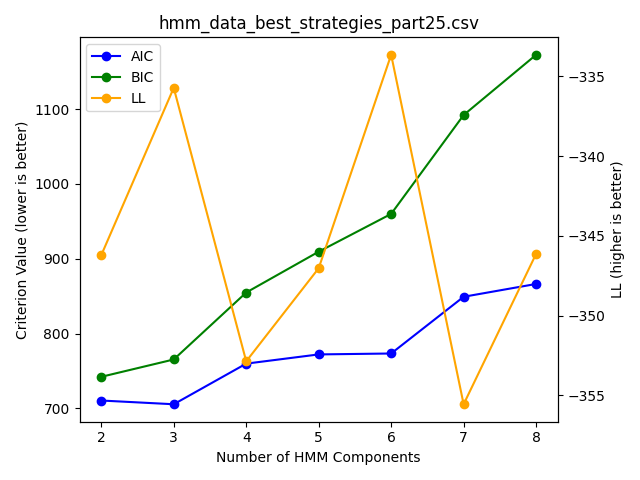 hmm_data_best_strategies_part25.csv
AIC
BIC
LL
Criterion Value (lower is better)
1100
1000
900
800
700
−335
−340
−345
−350
−355
LL (higher is better)
2 3 4 5 6 7 8
Number of HMM Components